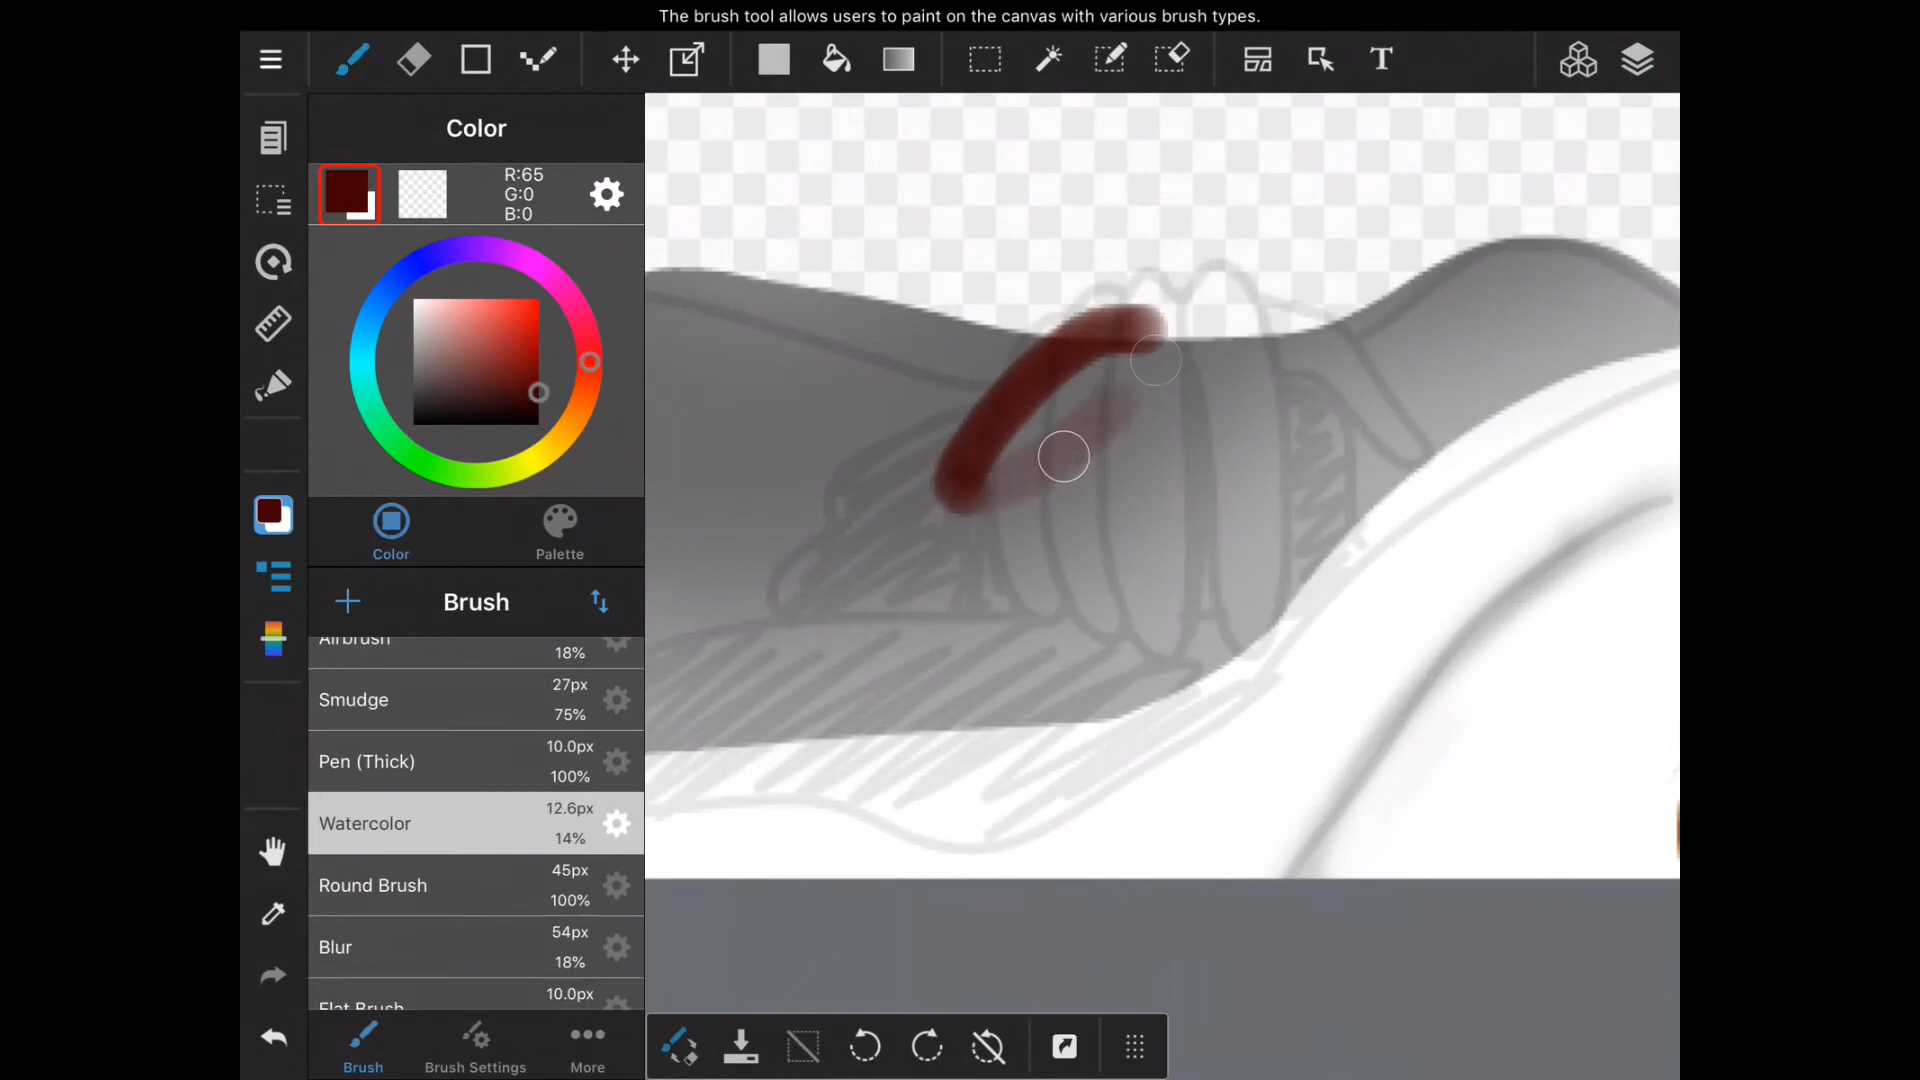 The brush tool allows users to paint on the canvas with various brush types.
T
Color
R:65
G:0
B:0
Color
Palette
Brush
Airbrush
18%
Smudge
27px
75%
Pen (Thick)
10.0px
100%
Watercolor
12.6px
14%
Round Brush
45px
100%
Blur
54px
18%
Flat Brush
10.0px
Brush
Brush Settings
More